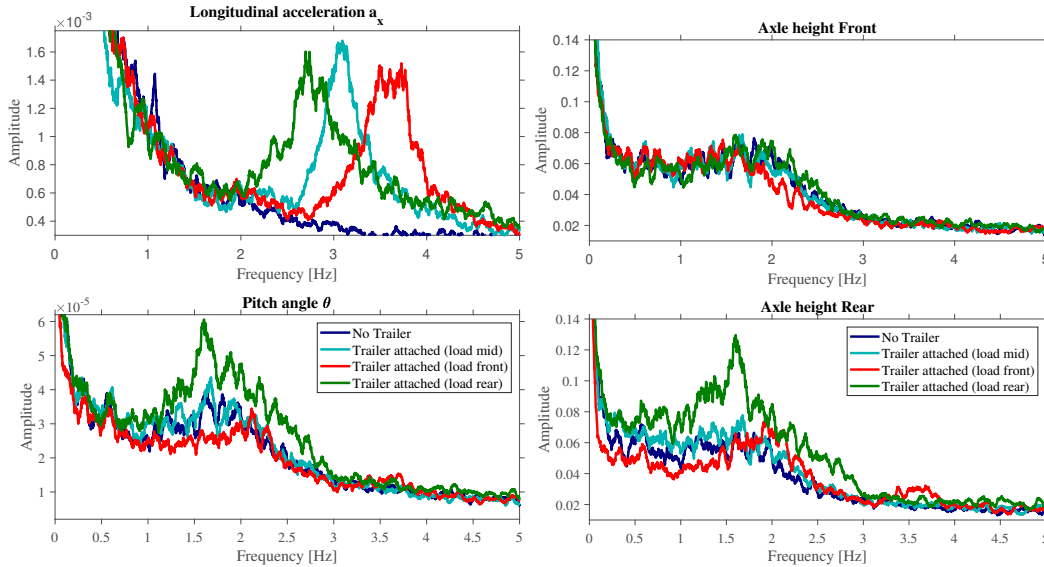 Longitudinal acceleration a_x
×10^-3
1.6
1.4
1.2
1
0.8
0.6
0.4
Amplitude
0 1 2 3 4 5
Frequency [Hz]
Axle height Front
0.14
0.12
0.1
0.08
0.06
0.04
0.02
Amplitude
0 1 2 3 4 5
Frequency [Hz]
Pitch angle θ
×10^-5
6
5
4
3
2
1
Amplitude
0 0.5 1 1.5 2 2.5 3 3.5 4 4.5 5
Frequency [Hz]
No Trailer
Trailer attached (load mid)
Trailer attached (load front)
Trailer attached (load rear)
Axle height Rear
0.14
0.12
0.1
0.08
0.06
0.04
0.02
Amplitude
0 0.5 1 1.5 2 2.5 3 3.5 4 4.5 5
Frequency [Hz]
No Trailer
Trailer attached (load mid)
Trailer attached (load front)
Trailer attached (load rear)